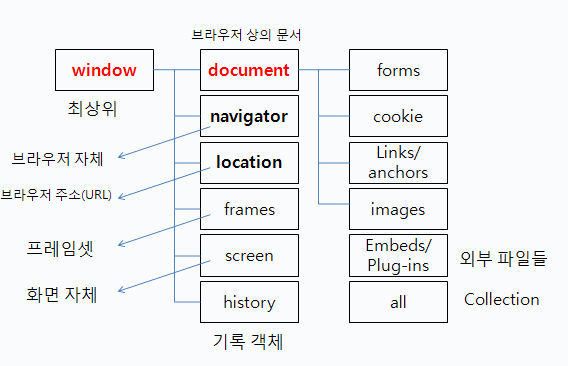 브라우저 상의 문서
window
document
forms
최상위
navigator
cookie
브라우저 자체
location
Links/
anchors
브라우저 주소(URL)
frames
images
프레임셋
screen
Embeds/
Plug-ins
외부 파일들
화면 자체
history
all
Collection
기록 객체